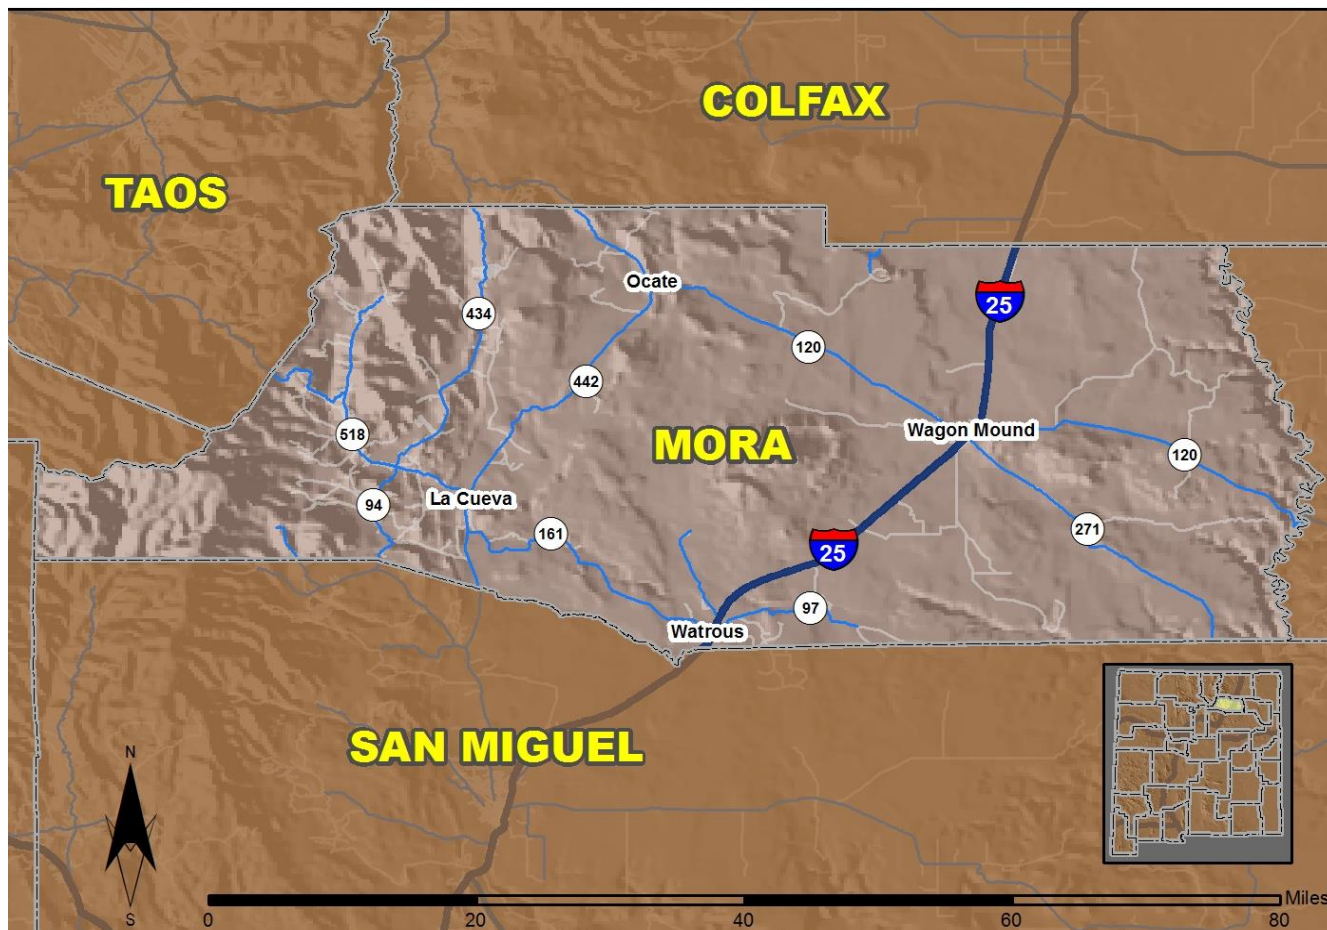 COLFAX
TAOS
Ocate
25
434
120
442
Wagon Mound
518
MORA
120
La Cueva
94
161
271
25
97
Watrous
SAN MIGUEL
N
S
Miles
0
20
40
60
80